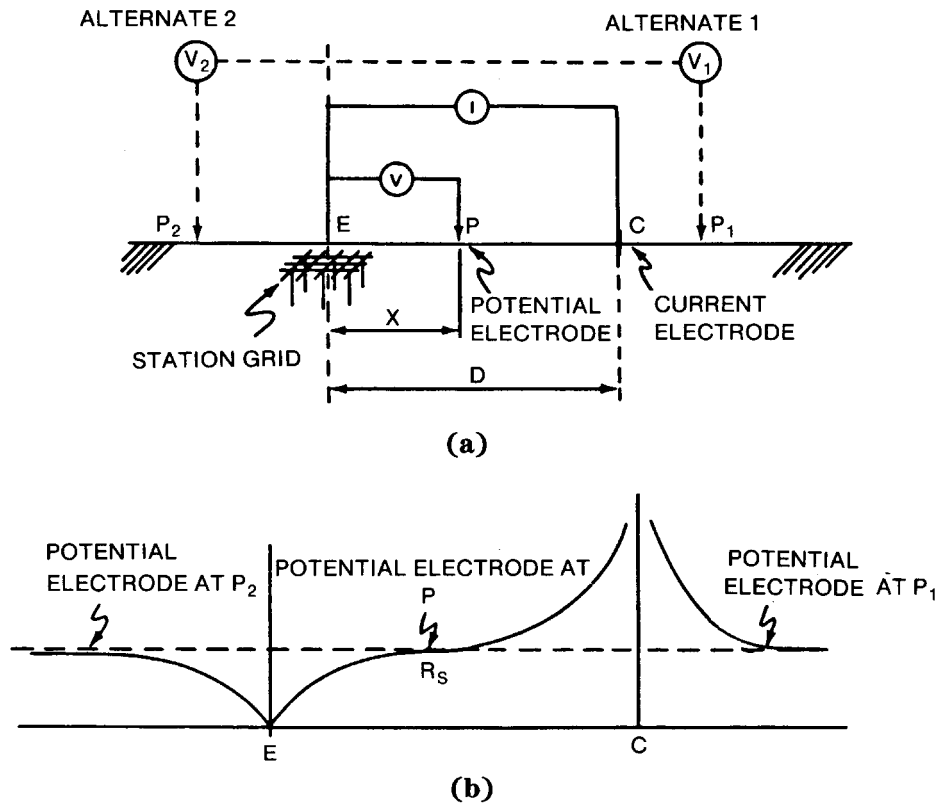 ALTERNATE 2
ALTERNATE 1
V2
V1
I
V
P2
E
P
C
P1
POTENTIAL
ELECTRODE
CURRENT
ELECTRODE
X
STATION GRID
D
(a)
POTENTIAL
ELECTRODE AT P2
POTENTIAL ELECTRODE AT
P
POTENTIAL
ELECTRODE AT P1
RS
E
C
(b)